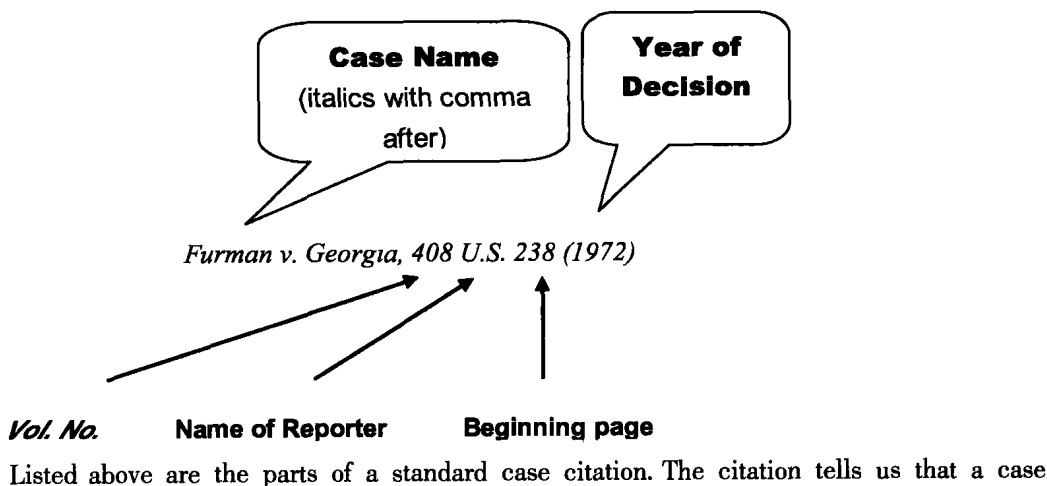 Case Name
(italics with comma
after)
Year of
Decision
Furman v. Georgia, 408 U.S. 238 (1972)
Vol. No. Name of Reporter Beginning page
Listed above are the parts of a standard case citation. The citation tells us that a case